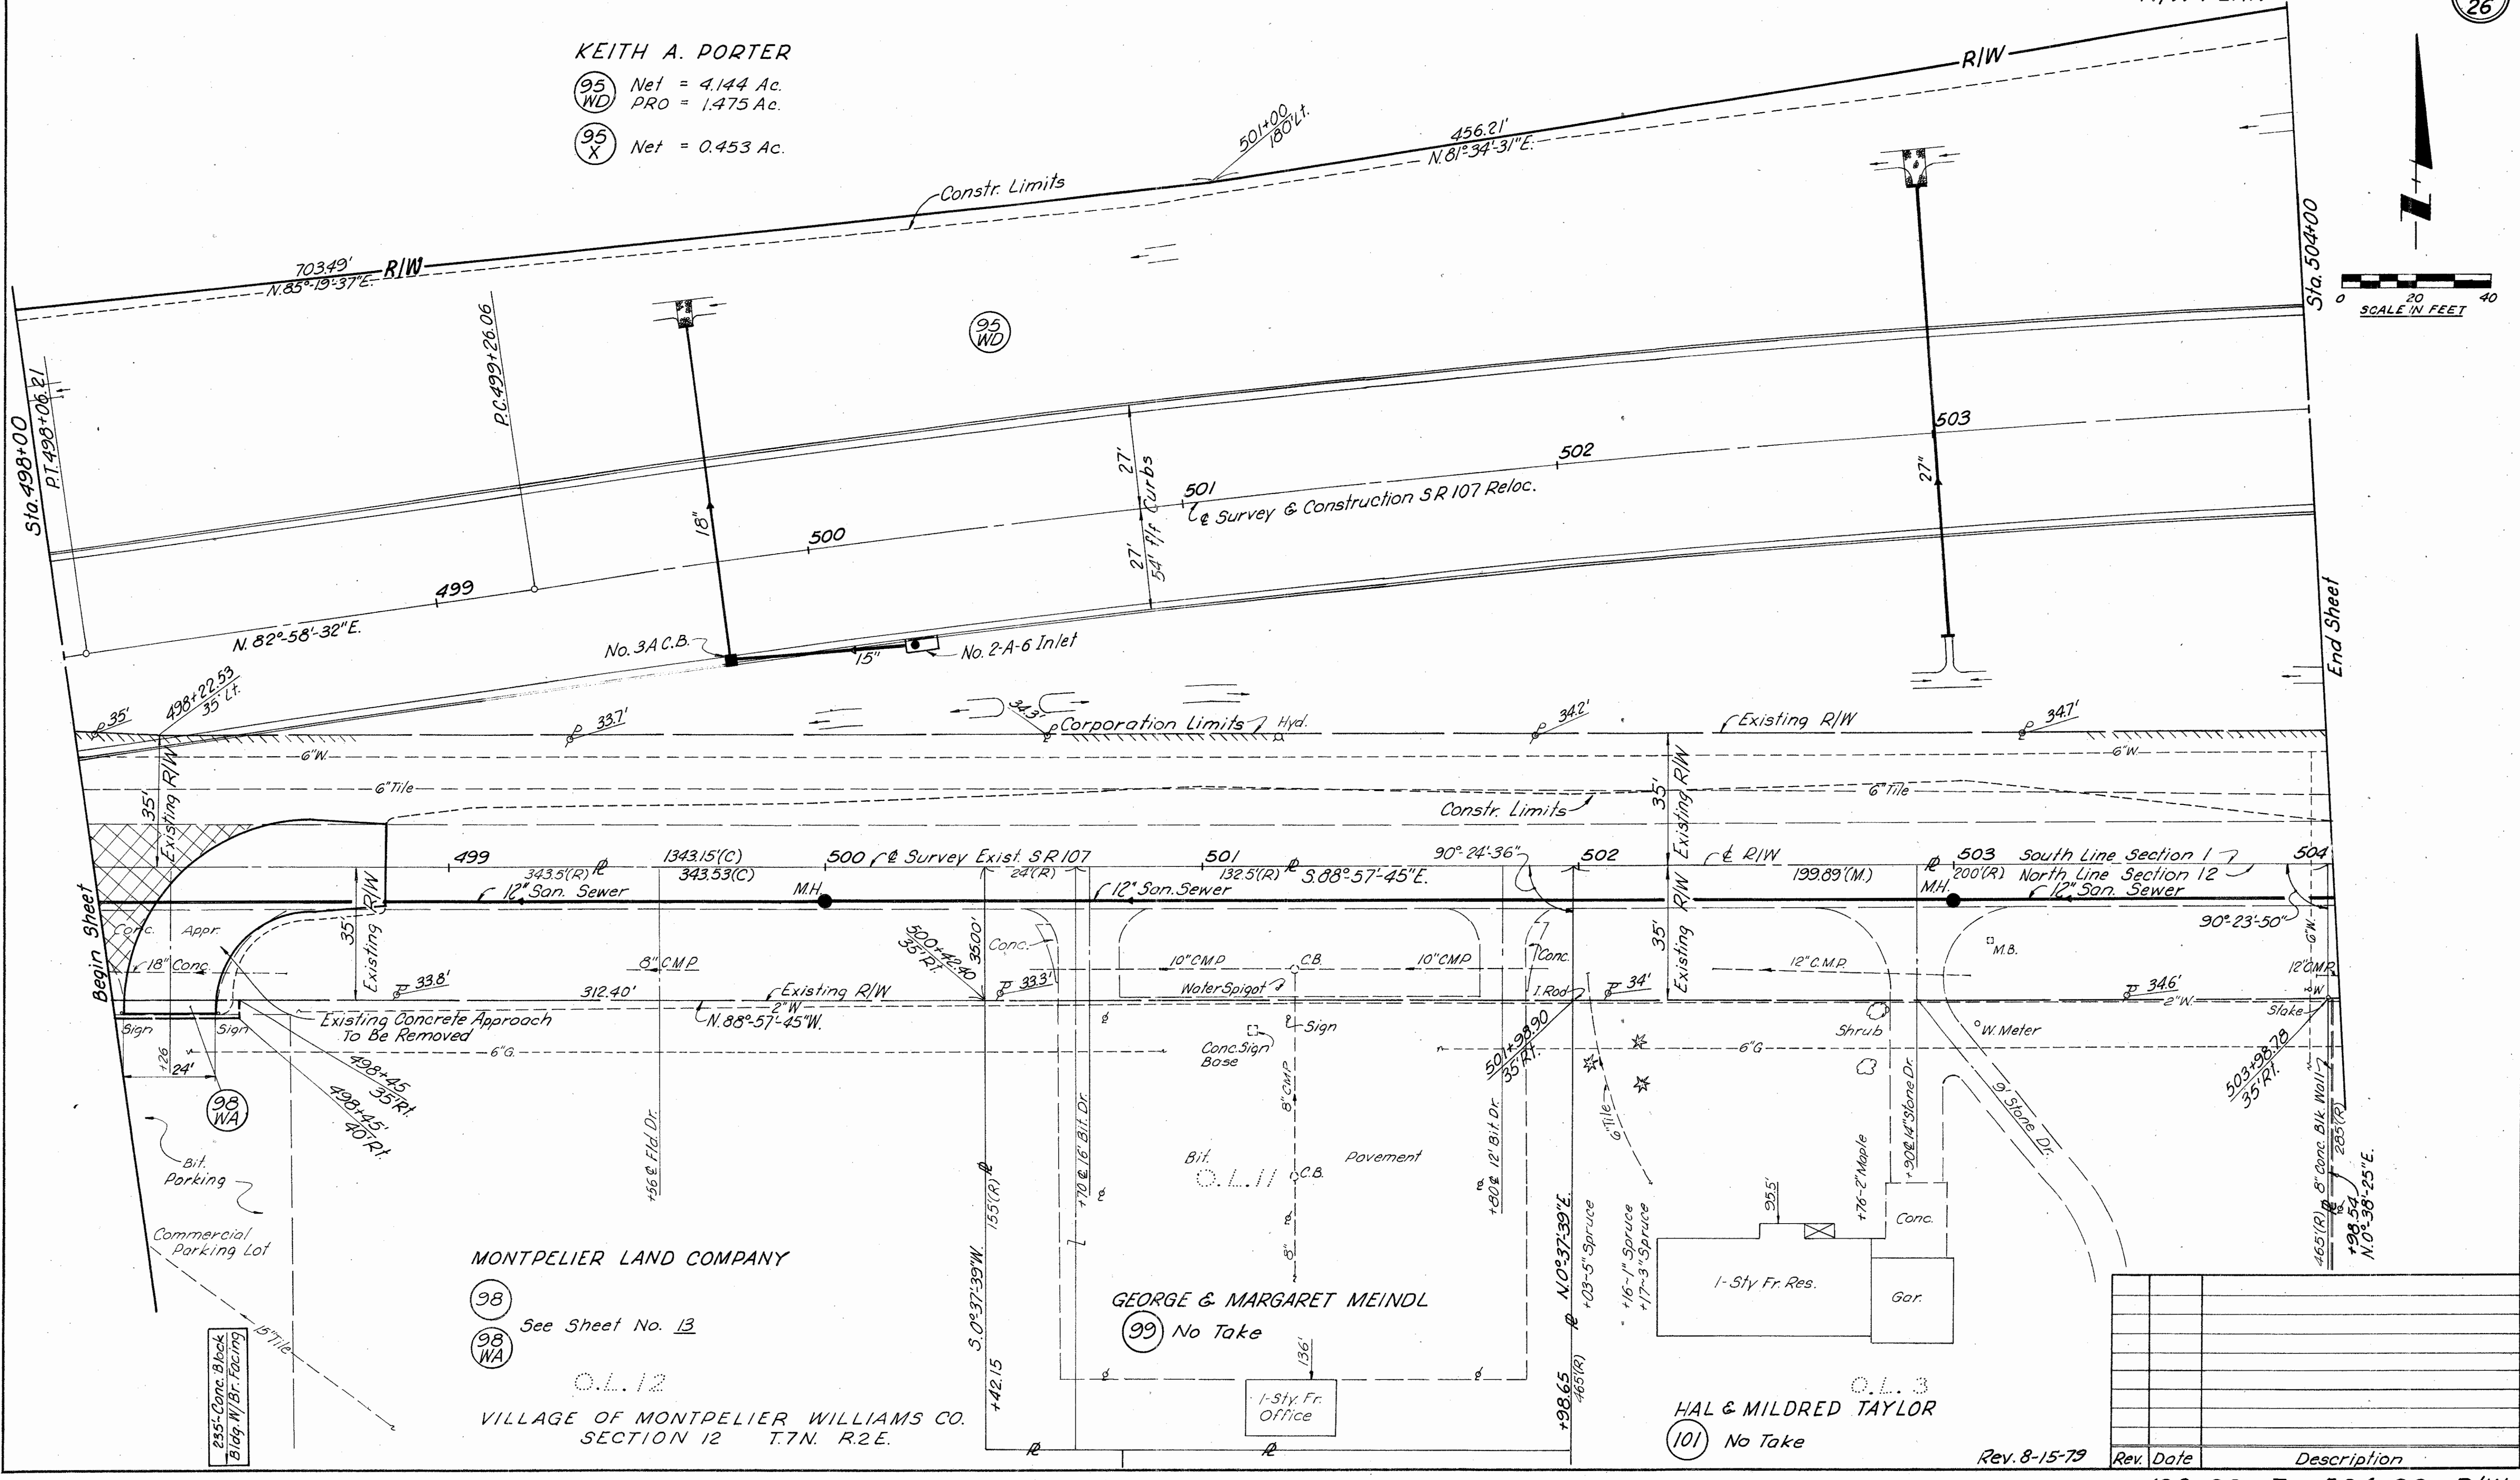 26
KEITH A. PORTER
95 WD Net = 4.144 Ac.
PRO = 1.475 Ac.
95 X Net = 0.453 Ac.
R/W
501+00
180' Lt.
456.21'
N.81°-34'-31"E.
Constr. Limits
703.49' R/W
N.85°-19'-37"E.
Sta. 504+00
0 20 40
SCALE IN FEET
P.C. 499+26.06
95 WD
Sta. 498+00
P.T. 498+06.21
503
502
501
500
499
27'
27'
54' f/f Curbs
27"
18"
℄ Survey & Construction SR 107 Reloc.
N. 82°-58'-32"E.
No. 3A C.B.
15"
No. 2-A-6 Inlet
End Sheet
498+22.53
35' Lt.
35'
33.7'
34.3'
Corporation Limits
Hyd.
34.2'
Existing R/W
34.7'
6"W.
6"W.
6"Tile
6"Tile
35'
Existing R/W
35'
Existing R/W
Constr. Limits
499
1343.15'(C)
500
℄ Survey Exist. SR 107
501
90°-24'-36"
502
℄ R/W
503
South Line Section 1
504
343.5'(R)
343.53(C)
24'(R)
132.5'(R)
S.88°-57'-45"E.
199.89'(M.)
200'(R)
North Line Section 12
12" San. Sewer
M.H.
12" San. Sewer
M.H.
12" San. Sewer
90°-23'-50"
Begin Sheet
Conc. Appr.
18" Conc.
35'
Existing R/W
33.8'
8" C.M.P.
312.40'
Existing R/W
500+42.40
35' Rt.
35.00'
Conc.
33.3'
10" CMP
C.B.
10" CMP
Water Spigot
Conc.
I. Rod
34'
35'
Existing R/W
12" C.M.P.
M.B.
6"W.
12" CMP
34.6'
2"W.
Stake
Sign
Sign
Existing Concrete Approach
To Be Removed
2"W
N.88°-57'-45"W.
6"G.
Sign
Conc. Sign
Base
501+98.90
35' Rt.
6"G
Shrub
W. Meter
+26
24'
498+45
35' Rt.
498+45'
40' Rt.
98 WA
8" CMP
6"Tile
503+98.78
35' Rt.
9' Stone Dr.
+90 ℄ 14' Stone Dr.
+76-2" Maple
Bit.
Parking
+56 ℄ Fld. Dr.
155'(R)
+70 ℄ 16' Bit. Dr.
Bit. Pavement
O.L. 11
C.B.
+80 ℄ 12' Bit. Dr.
N.0°-37'-39"E.
+03-5" Spruce
+16-1" Spruce
+17-3" Spruce
95.5'
Conc.
465'(R)
8" Conc. Blk. Wall
285'(R)
+98.54
N.0°-38'-25"E.
Commercial
Parking Lot
MONTPELIER LAND COMPANY
98
See Sheet No. 13
98 WA
S.0°37'-39"W.
8"
GEORGE & MARGARET MEINDL
99 No Take
1-Sty Fr. Res.
Gar.
15" Tile
235'-Conc. Block
Bldg. W/Br. Facing
O.L. 12
+42.15
136'
1-Sty. Fr.
Office
+98.65
465'(R)
O.L. 3
VILLAGE OF MONTPELIER WILLIAMS CO.
SECTION 12 T.7N. R.2E.
HAL & MILDRED TAYLOR
101 No Take
Rev. 8-15-79
Rev. Date Description